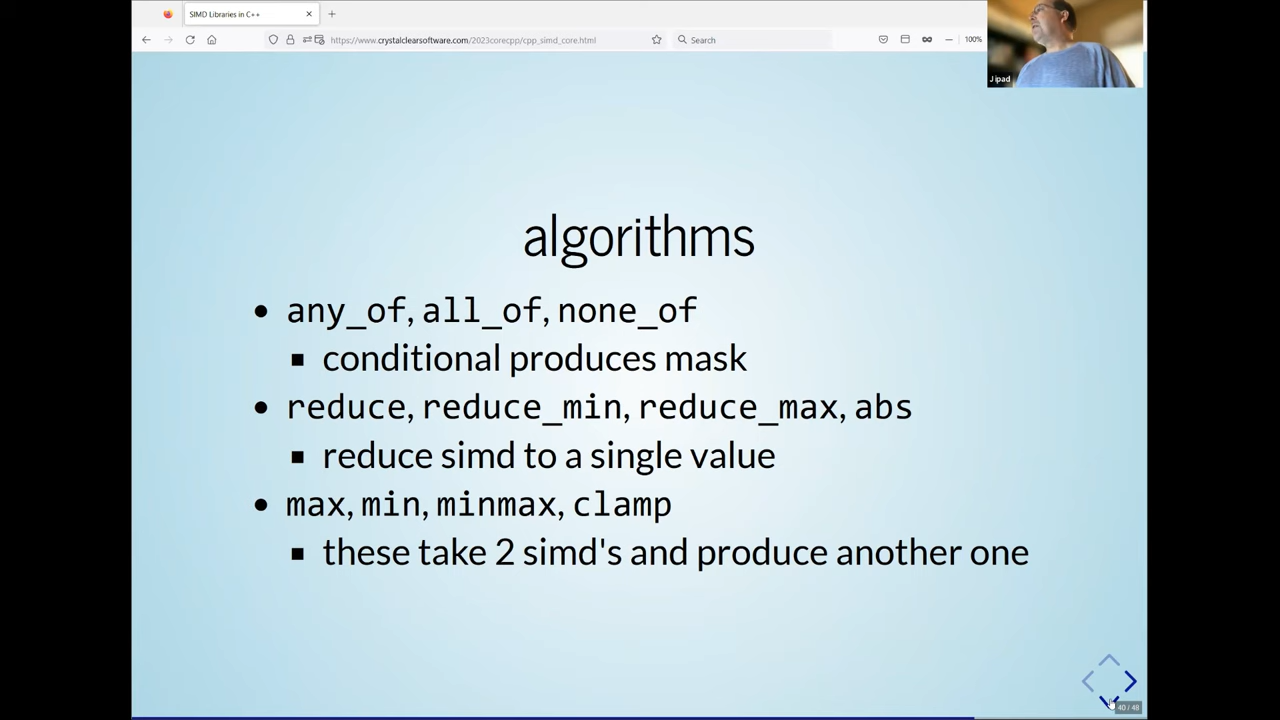 SIMD Libraries in C++
https://www.crystalclearsoftware.com/2023corecpp/cpp_simd_core.html
Search
100%
J ipad
algorithms
any_of, all_of, none_of
conditional produces mask
reduce, reduce_min, reduce_max, abs
reduce simd to a single value
max, min, minmax, clamp
these take 2 simd's and produce another one
40 / 48